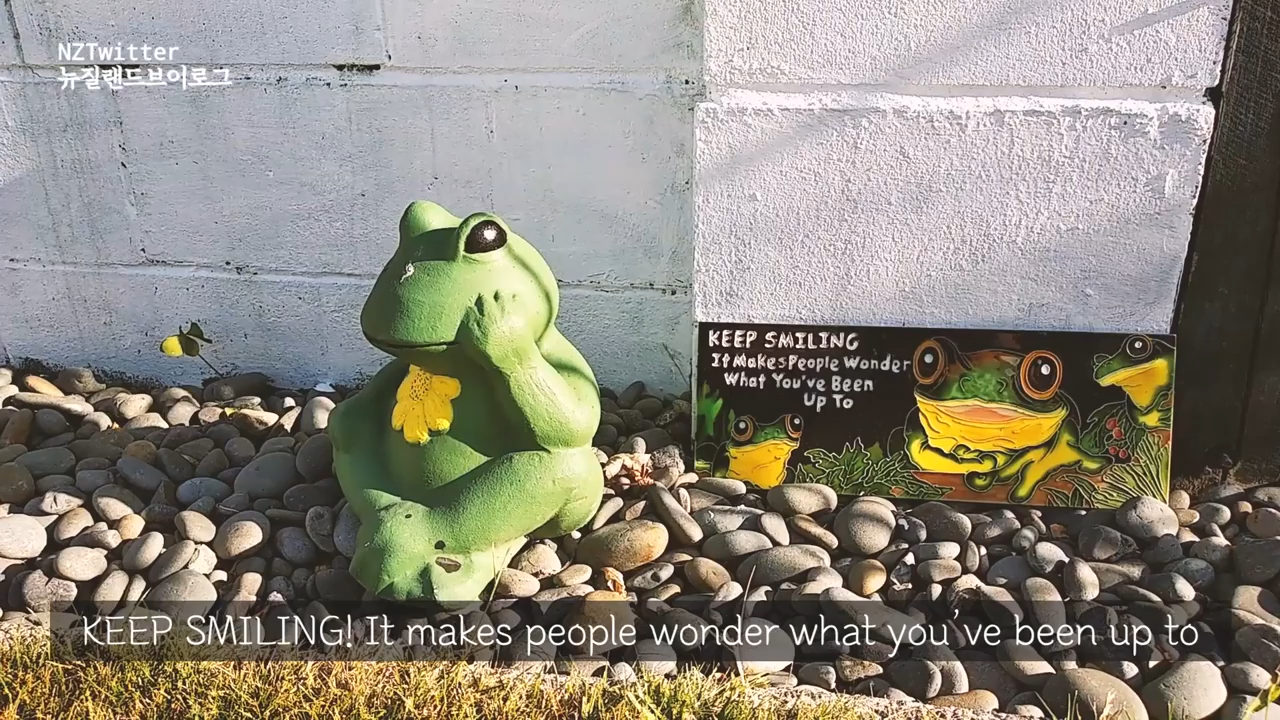 NZTwitter
뉴질랜드브이로그
KEEP SMILING
It Makes People Wonder
What You've Been
Up To
KEEP SMILING! It makes people wonder what you've been up to